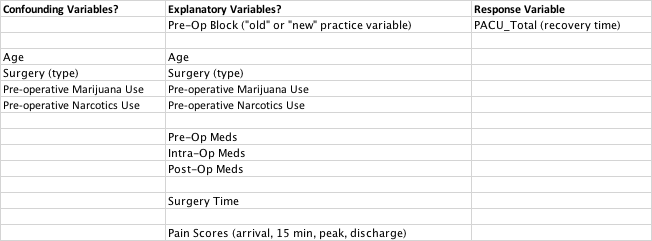 Confounding Variables? Explanatory Variables? Response Variable
Pre-Op Block ("old" or "new" practice variable) PACU_Total (recovery time)
Age Age
Surgery (type) Surgery (type)
Pre-operative Marijuana Use Pre-operative Marijuana Use
Pre-operative Narcotics Use Pre-operative Narcotics Use
Pre-Op Meds
Intra-Op Meds
Post-Op Meds
Surgery Time
Pain Scores (arrival, 15 min, peak, discharge)